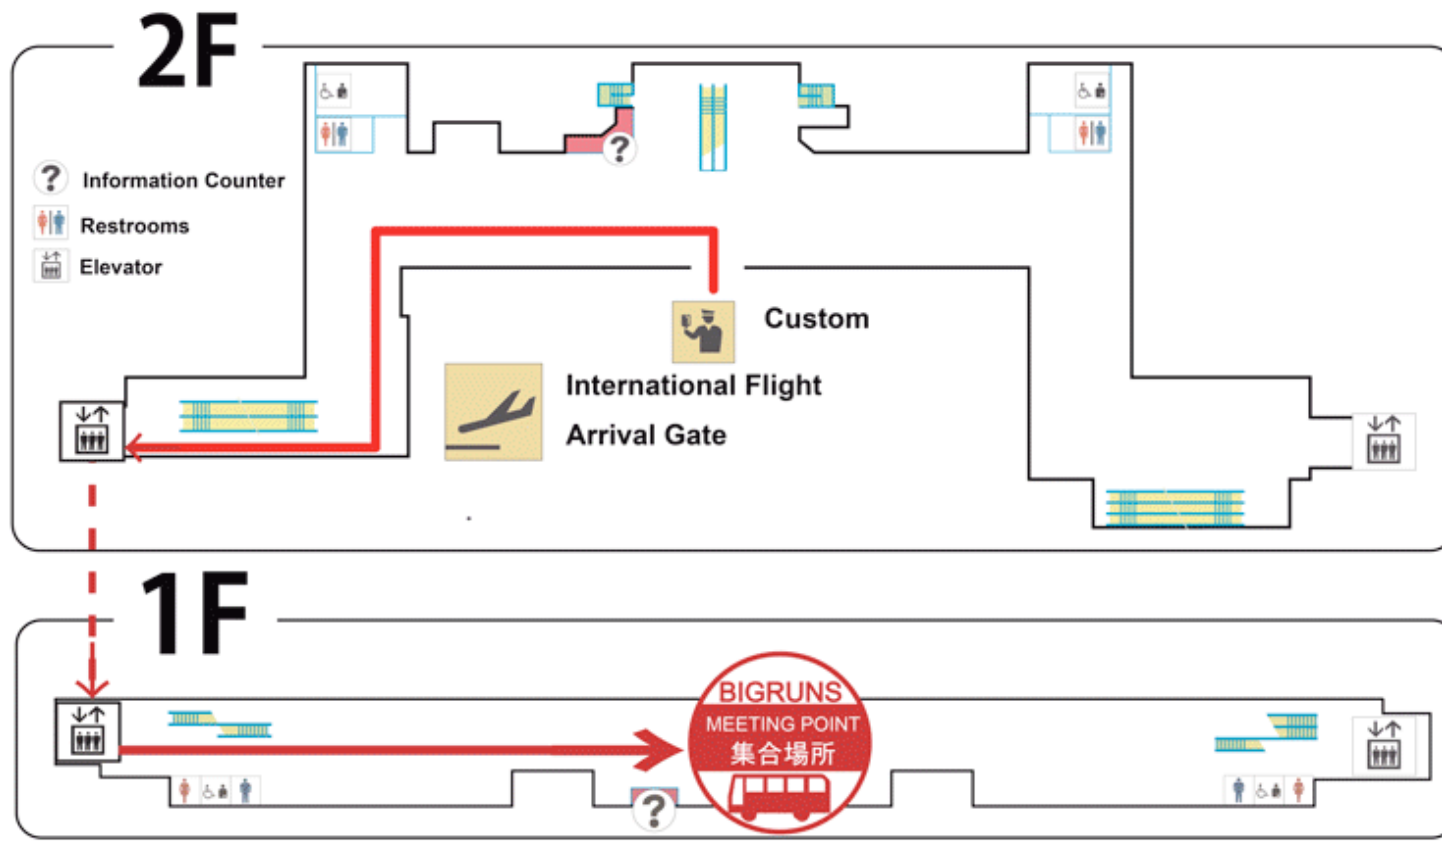 2F
Information Counter
Restrooms
Elevator
?
?
Custom
International Flight
Arrival Gate
1F
BIGRUNS
MEETING POINT
集合場所
?